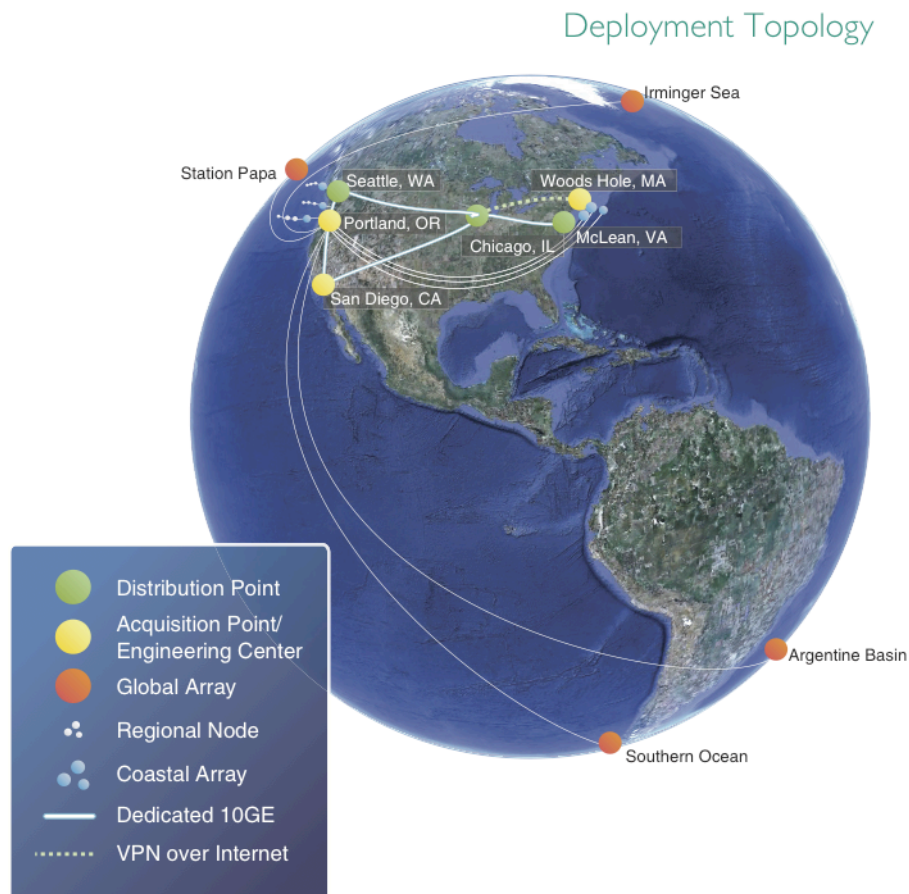 Deployment Topology
Irminger Sea
Station Papa
Seattle, WA
Woods Hole, MA
Portland, OR
McLean, VA
Chicago, IL
San Diego, CA
Argentine Basin
Southern Ocean
Distribution Point
Acquisition Point/
Engineering Center
Global Array
Regional Node
Coastal Array
Dedicated 10GE
VPN over Internet